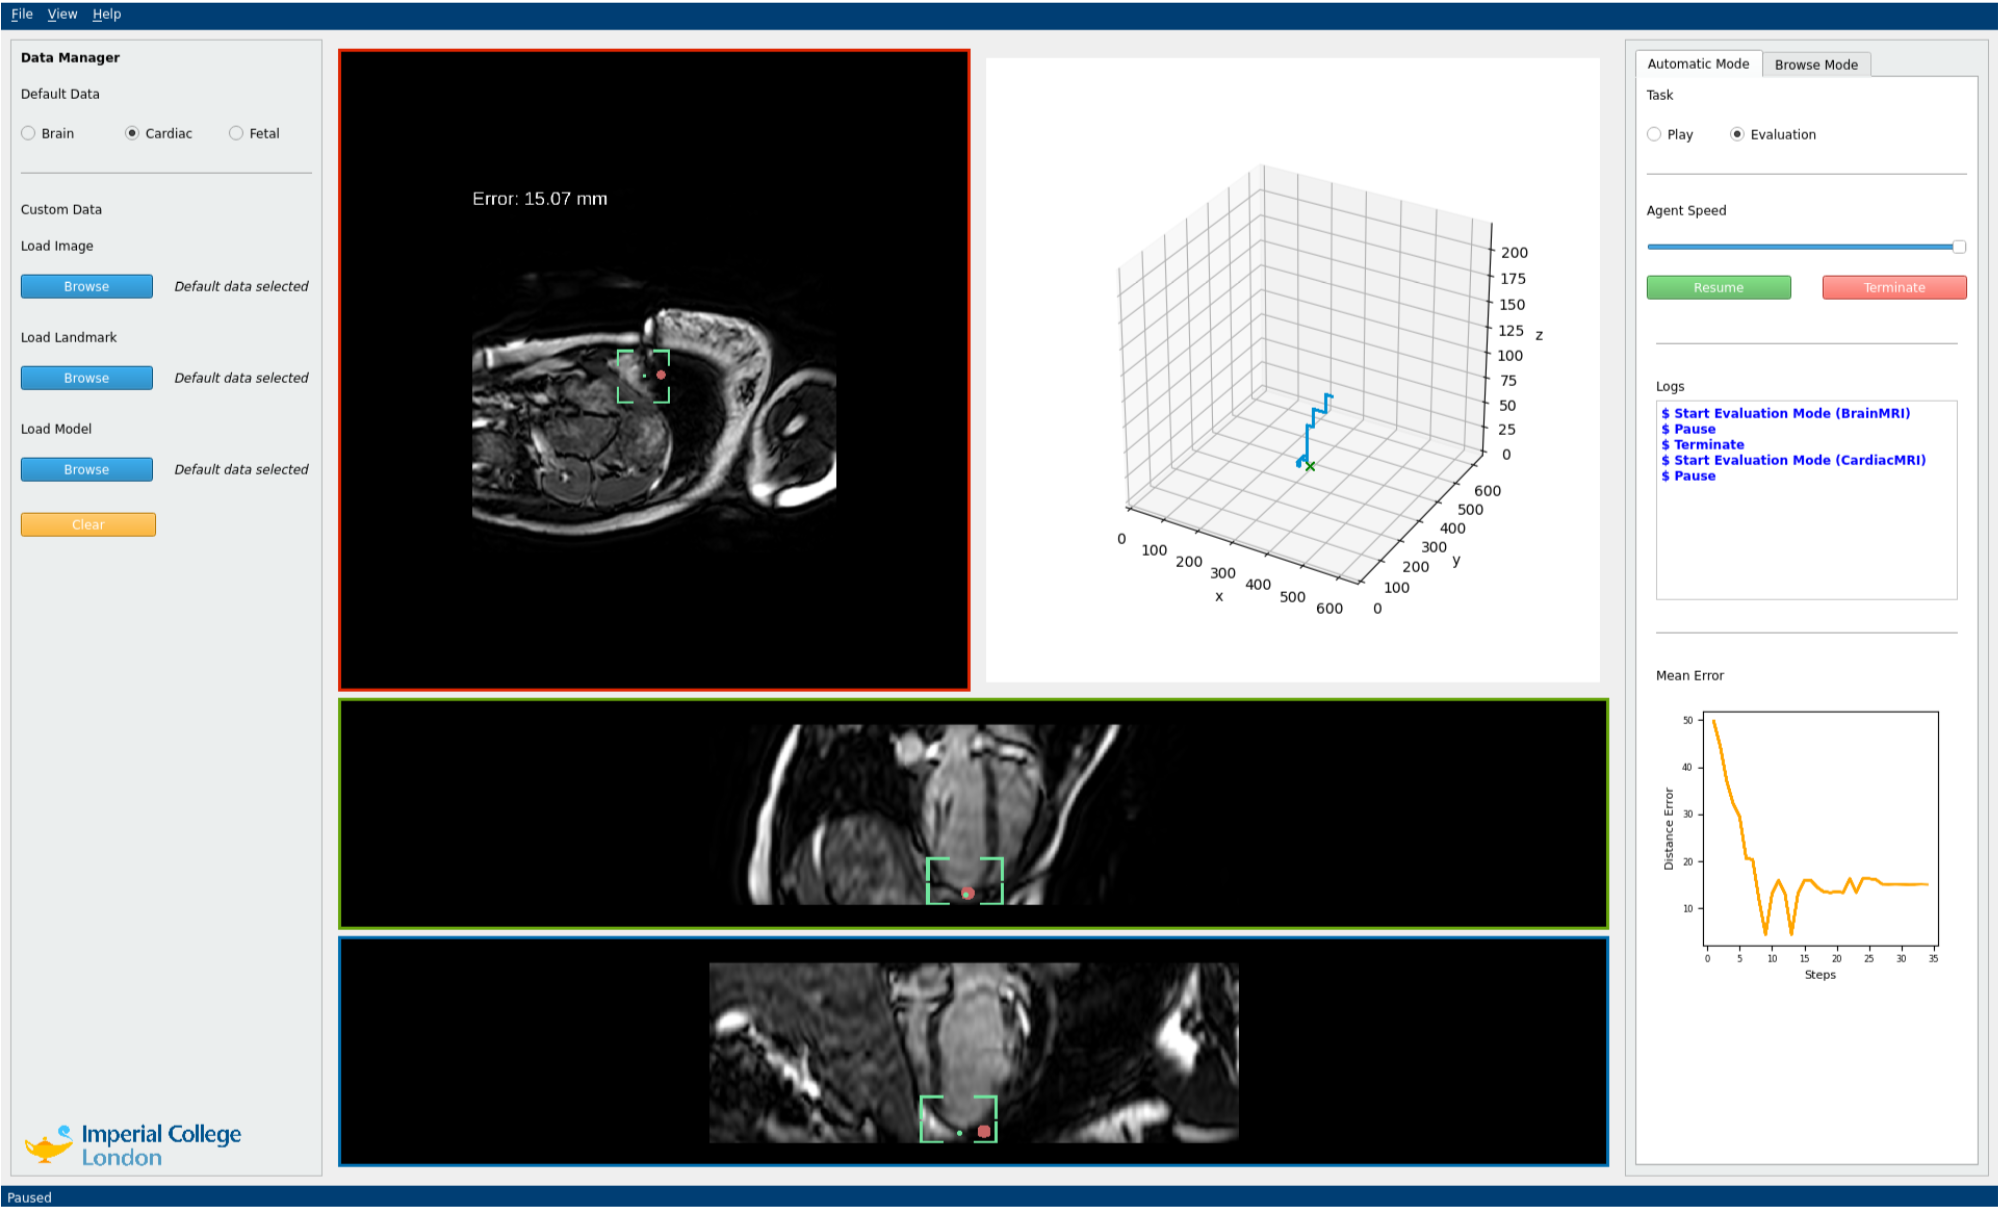 File View Help
Data Manager
Default Data
Brain Cardiac Fetal
Custom Data
Load Image
Browse Default data selected
Load Landmark
Browse Default data selected
Load Model
Browse Default data selected
Clear
Imperial College
London
Error: 15.07 mm
200
175
150
125
100
75
50
25
0
z
600
500
400
300
200
100
0
y
0
100
200
300
400
500
600
x
Automatic Mode Browse Mode
Task
Play Evaluation
Agent Speed
Resume Terminate
Logs
$ Start Evaluation Mode (BrainMRI)
$ Pause
$ Terminate
$ Start Evaluation Mode (CardiacMRI)
$ Pause
Mean Error
50
40
30
20
10
Distance Error
0 5 10 15 20 25 30 35
Steps
Paused